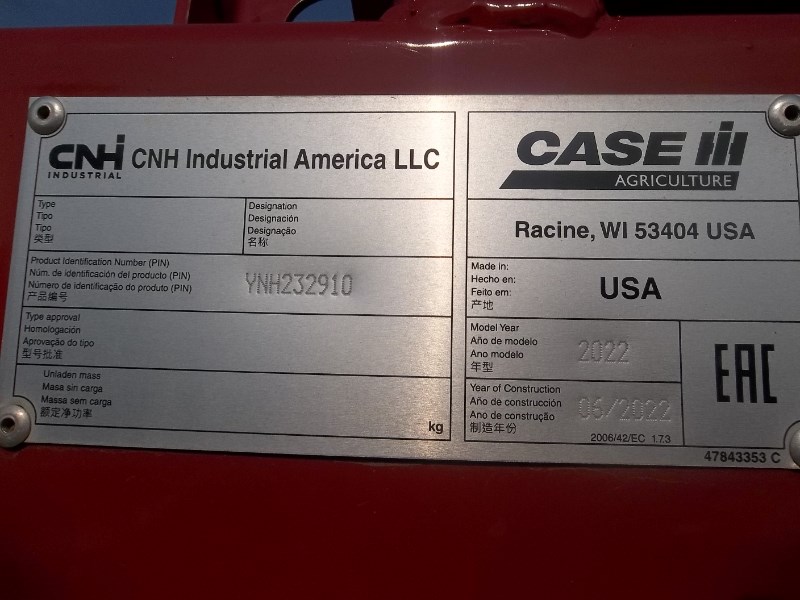 CNH INDUSTRIAL
CNH Industrial America LLC
Type
Tipo
Tipo
类型
Designation
Designación
Designação
名称
Product Identification Number (PIN)
Núm. de identificación del producto (PIN)
Número de identificação do produto (PIN)
产品编号
YNH232910
Type approval
Homologación
Aprovação do tipo
型号批准
Unladen mass
Masa sin carga
Massa sem carga
额定净功率
kg
CASE IH
AGRICULTURE
Racine, WI 53404 USA
Made in:
Hecho en:
Feito em:
产地
USA
Model Year
Año de modelo
Ano modelo
年型
2022
Year of Construction
Año de construcción
Ano de construção
制造年份
06/2022
2006/42/EC 1.7.3
EAC
47843353 C